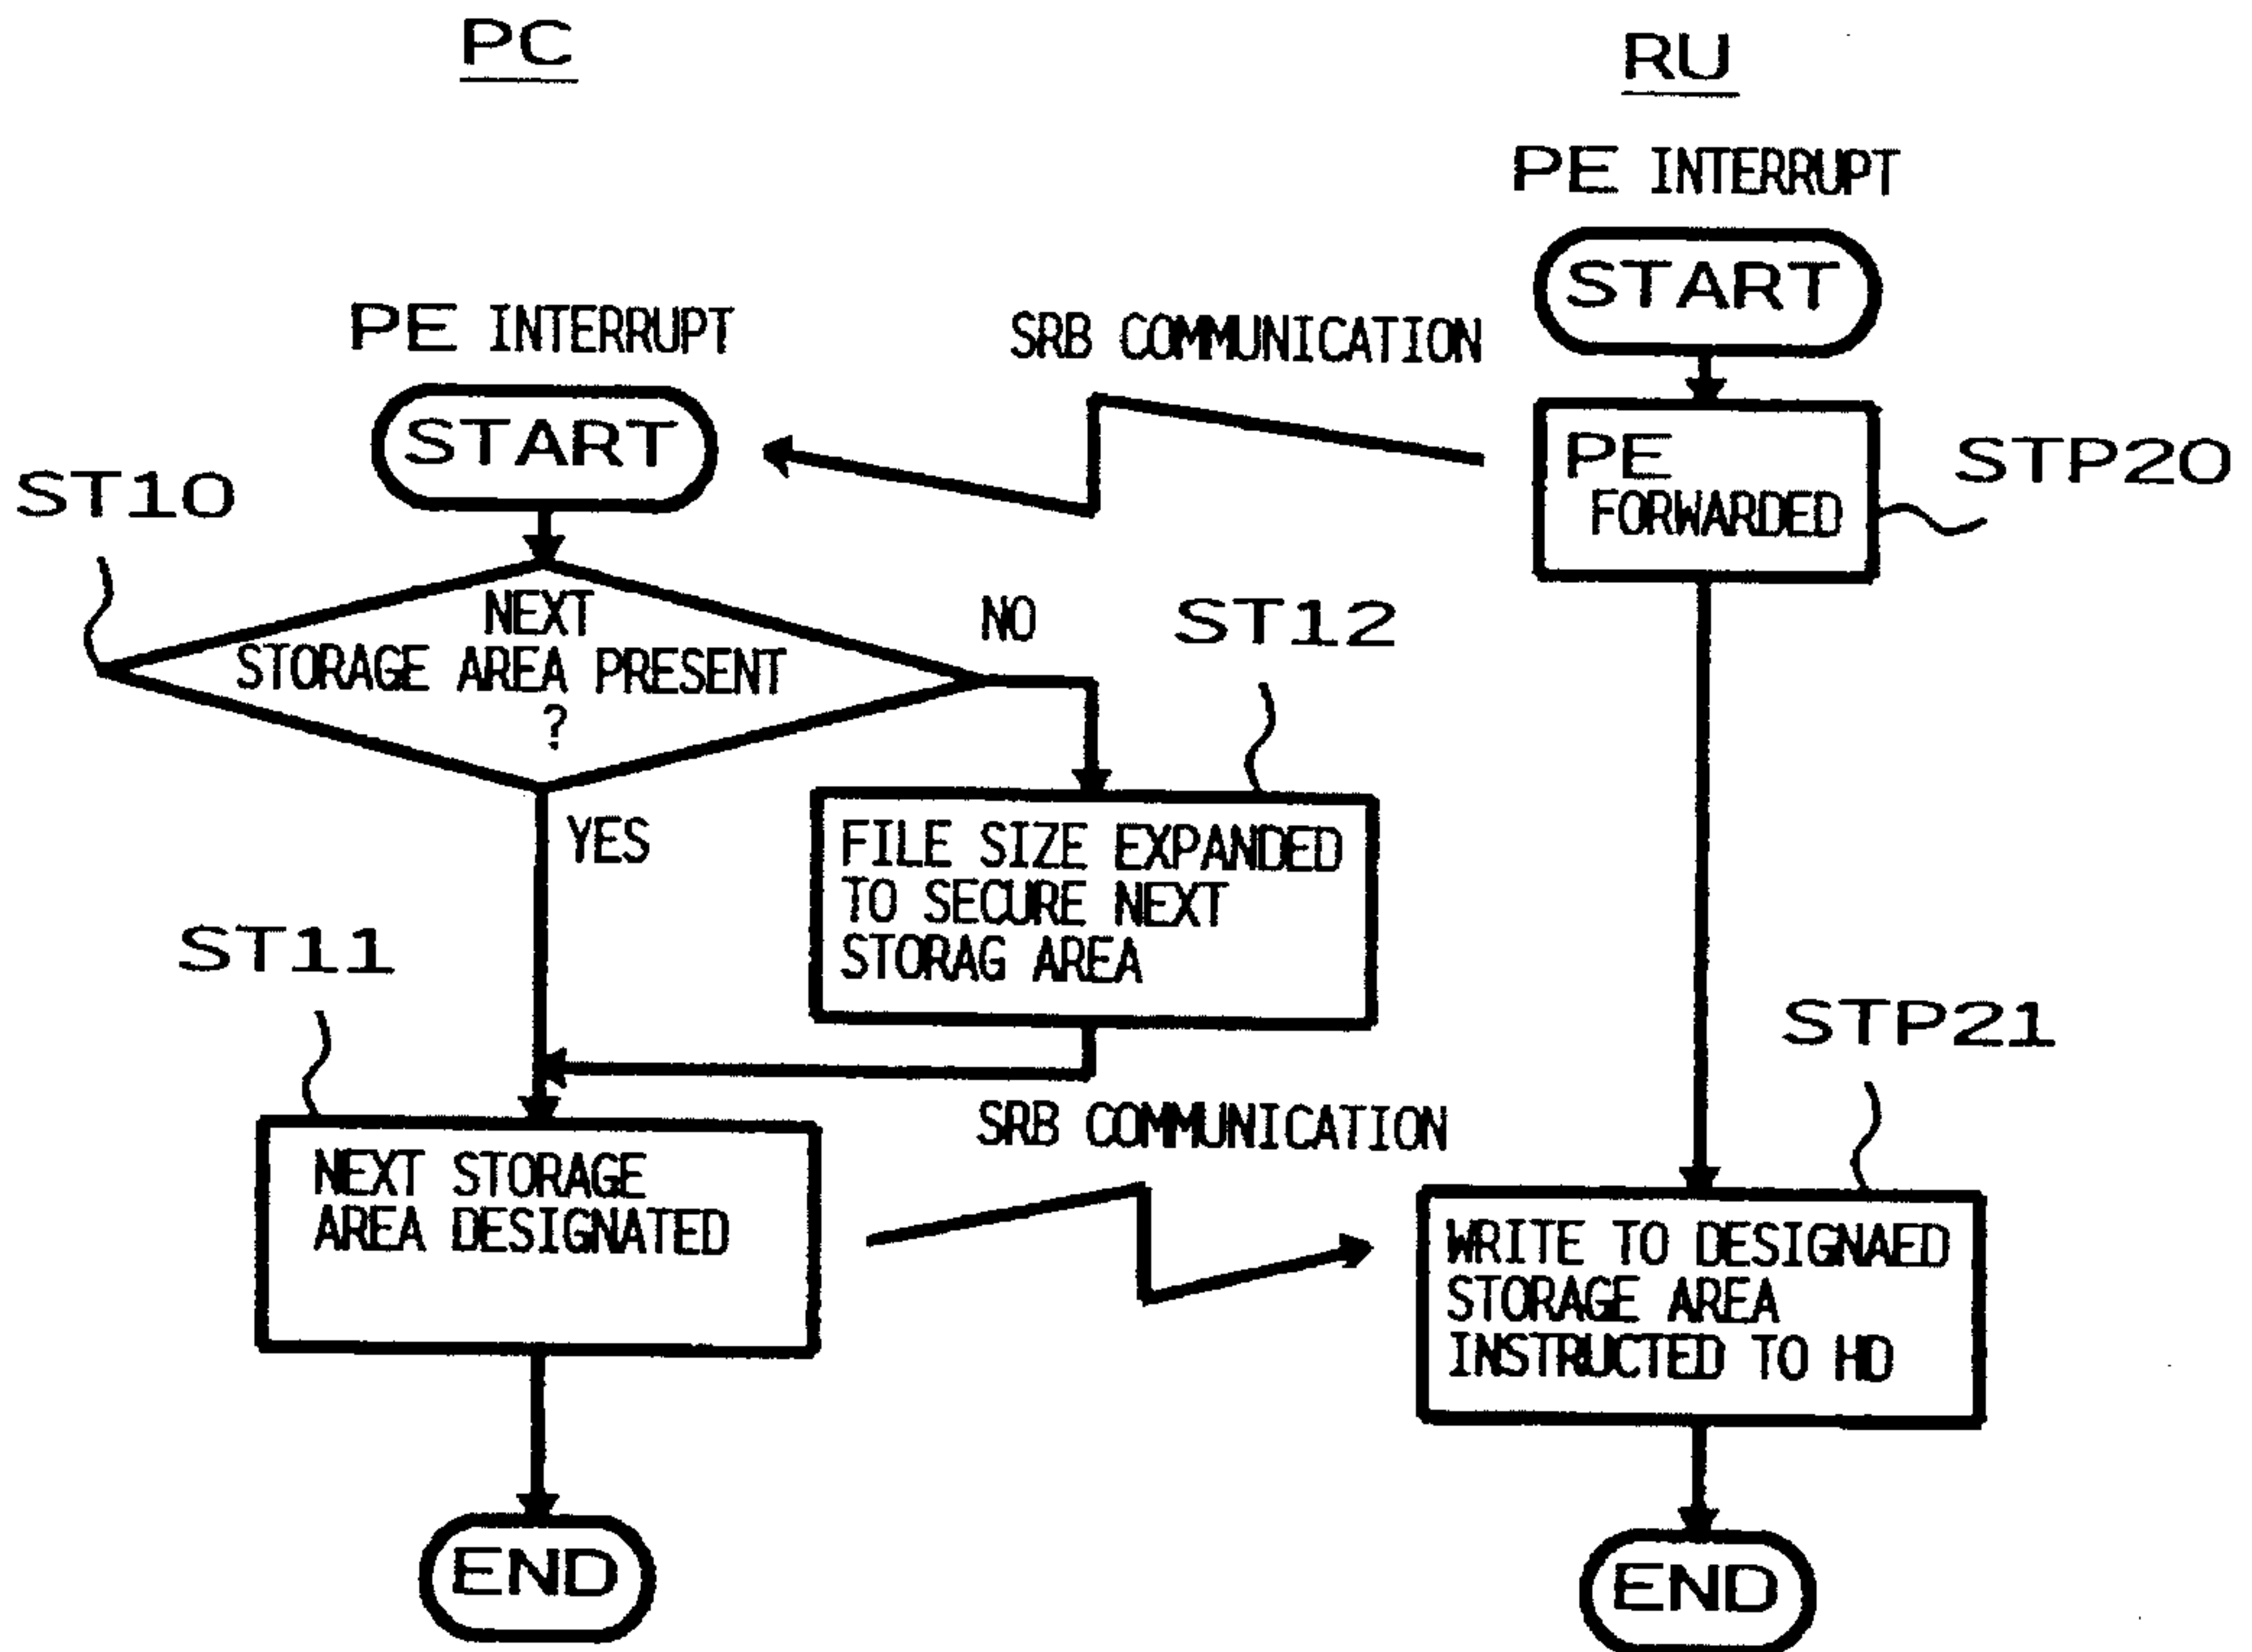 PC
RU
PE INTERRUPT
START
SRB COMMUNICATION
PE INTERRUPT
START
PE
FORWARDED
STP20
ST10
NEXT
STORAGE AREA PRESENT
?
NO
ST12
YES
FILE SIZE EXPANDED
TO SECURE NEXT
STORAG AREA
ST11
STP21
SRB COMMUNICATION
NEXT STORAGE
AREA DESIGNATED
WRITE TO DESIGNAED
STORAGE AREA
INSTRUCTED TO HD
END
END